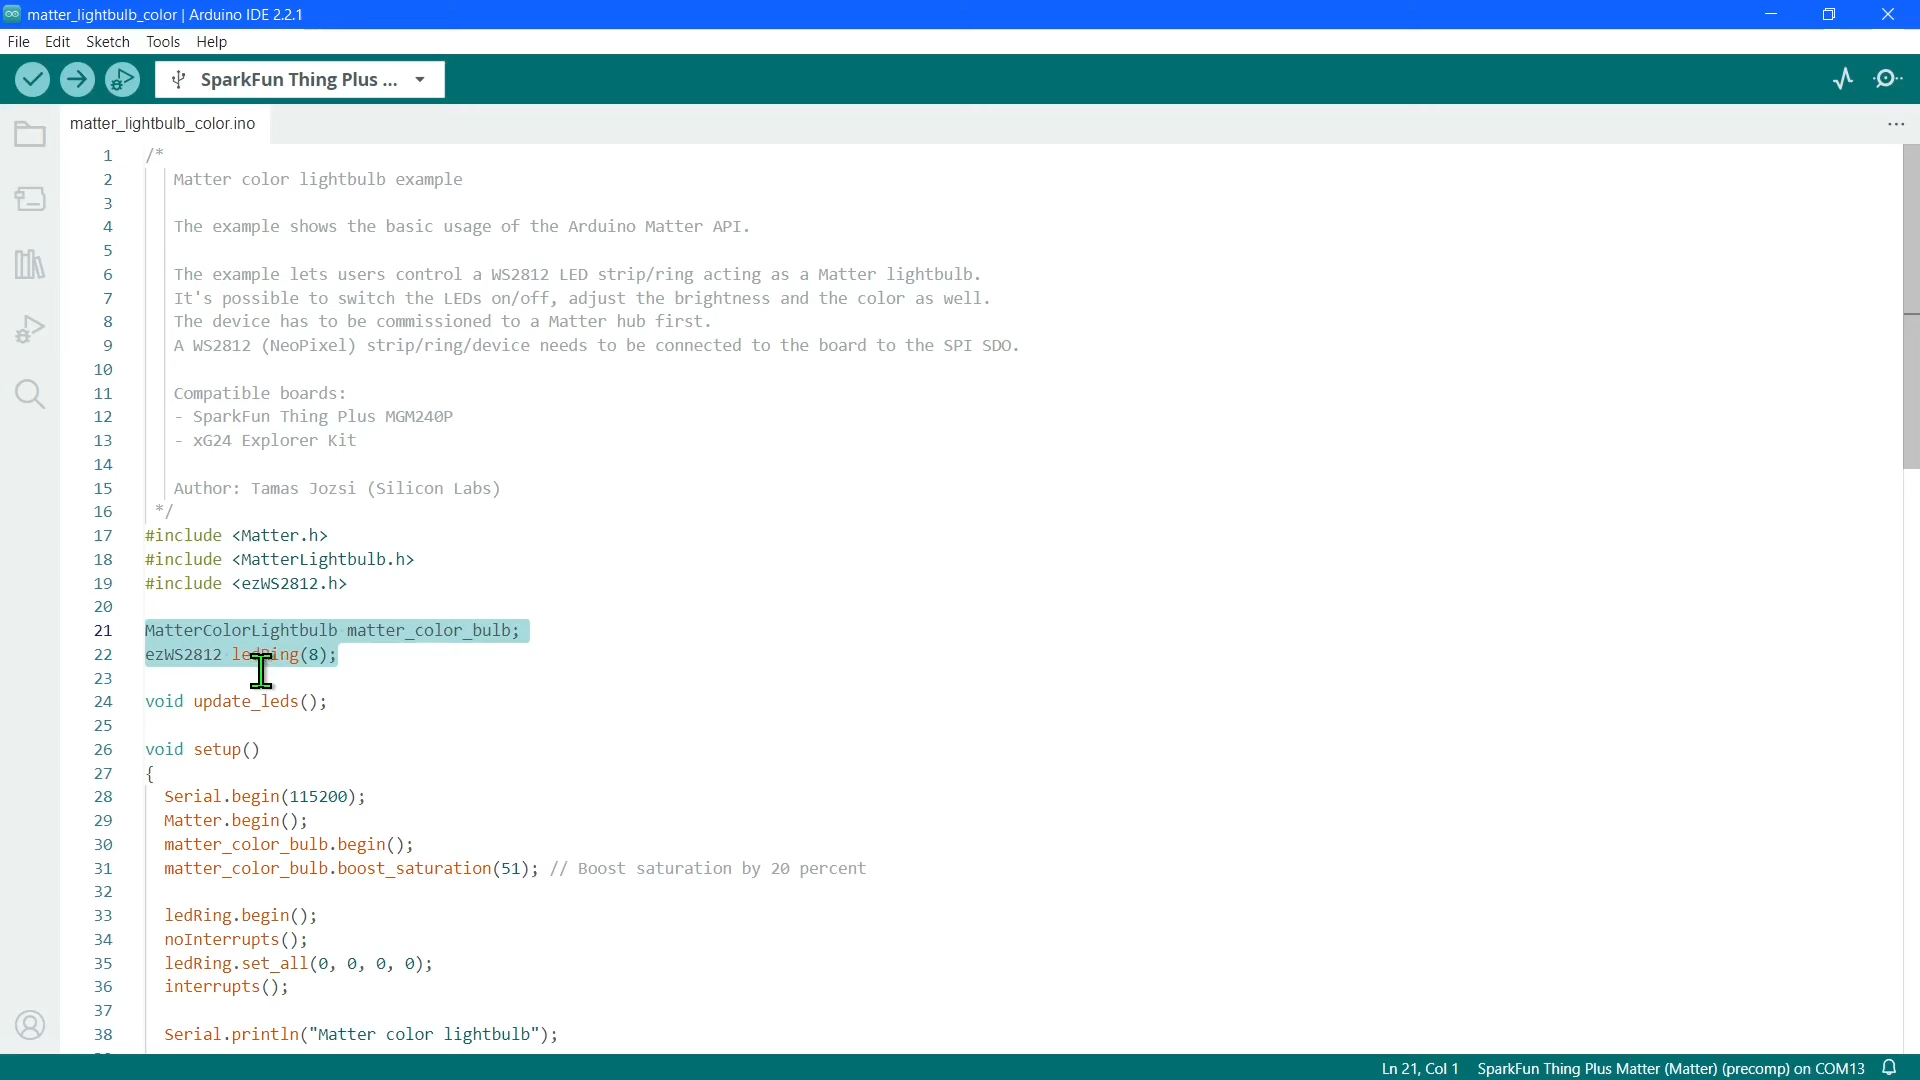 matter_lightbulb_color | Arduino IDE 2.2.1
File Edit Sketch Tools Help
SparkFun Thing Plus ...
matter_lightbulb_color.ino
1 /*
2 Matter color lightbulb example
3
4 The example shows the basic usage of the Arduino Matter API.
5
6 The example lets users control a WS2812 LED strip/ring acting as a Matter lightbulb.
7 It's possible to switch the LEDs on/off, adjust the brightness and the color as well.
8 The device has to be commissioned to a Matter hub first.
9 A WS2812 (NeoPixel) strip/ring/device needs to be connected to the board to the SPI SDO.
10
11 Compatible boards:
12 - SparkFun Thing Plus MGM240P
13 - xG24 Explorer Kit
14
15 Author: Tamas Jozsi (Silicon Labs)
16 */
17 #include <Matter.h>
18 #include <MatterLightbulb.h>
19 #include <ezWS2812.h>
20
21 MatterColorLightbulb matter_color_bulb;
22 ezWS2812 ledRing(8);
23
24 void update_leds();
25
26 void setup()
27 {
28 Serial.begin(115200);
29 Matter.begin();
30 matter_color_bulb.begin();
31 matter_color_bulb.boost_saturation(51); // Boost saturation by 20 percent
32
33 ledRing.begin();
34 noInterrupts();
35 ledRing.set_all(0, 0, 0, 0);
36 interrupts();
37
38 Serial.println("Matter color lightbulb");
Ln 21, Col 1 SparkFun Thing Plus Matter (Matter) (precomp) on COM13